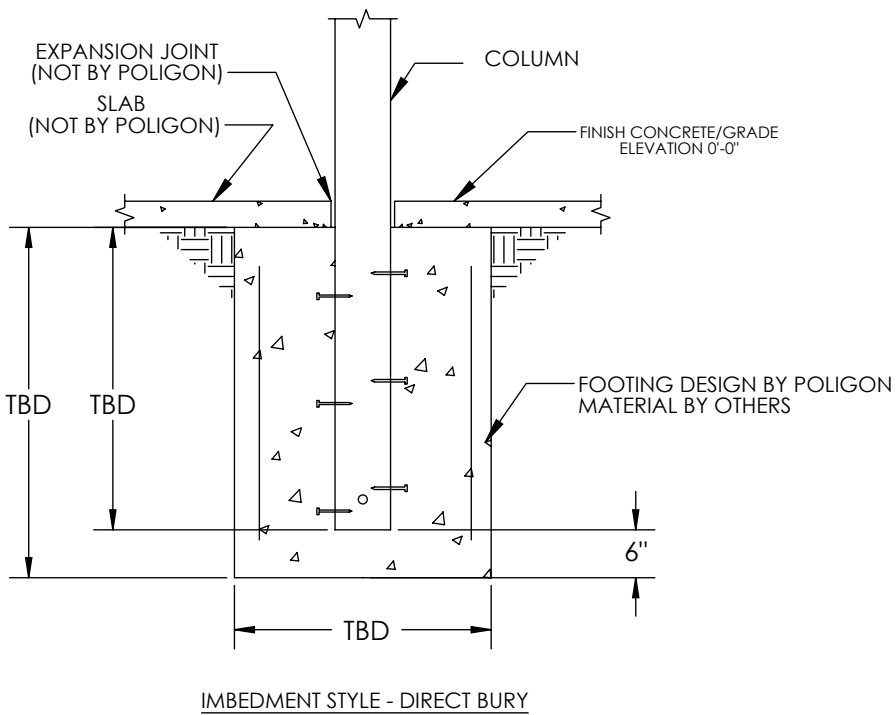 EXPANSION JOINT
(NOT BY POLIGON)
SLAB
(NOT BY POLIGON)
COLUMN
FINISH CONCRETE/GRADE
ELEVATION 0'-0"
TBD
TBD
FOOTING DESIGN BY POLIGON
MATERIAL BY OTHERS
6"
TBD
IMBEDMENT STYLE - DIRECT BURY